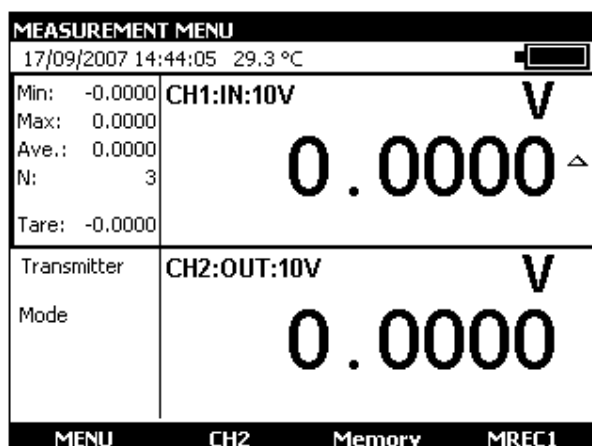 MEASUREMENT MENU
17/09/2007 14:44:05 29.3 °C
Min: -0.0000
Max: 0.0000
Ave.: 0.0000
N: 3
Tare: -0.0000
CH1:IN:10V
V
0.0000
Transmitter
Mode
CH2:OUT:10V
V
0.0000
MENU CH2 Memory MREC1